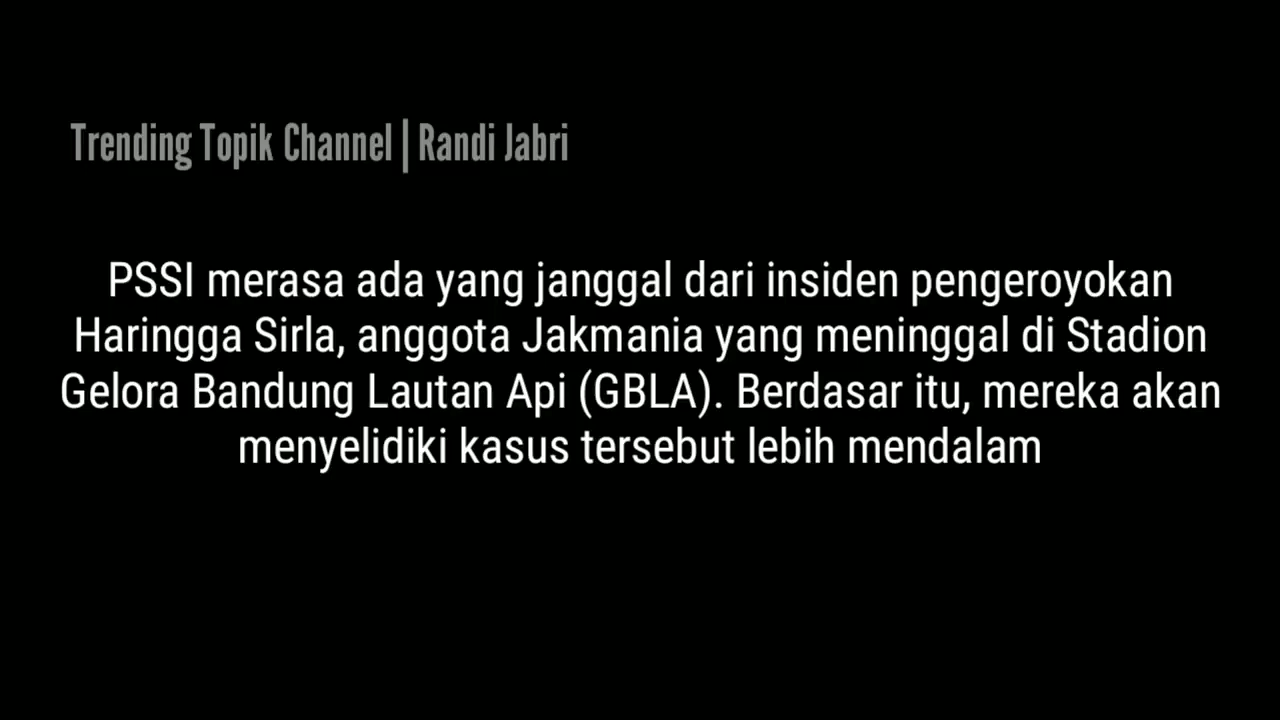 Trending Topik Channel | Randi Jabri
PSSI merasa ada yang janggal dari insiden pengeroyokan
Haringga Sirla, anggota Jakmania yang meninggal di Stadion
Gelora Bandung Lautan Api (GBLA). Berdasar itu, mereka akan
menyelidiki kasus tersebut lebih mendalam